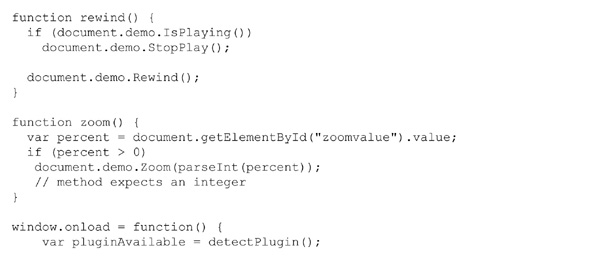 function rewind() {
  if (document.demo.IsPlaying())
    document.demo.StopPlay();

  document.demo.Rewind();
}

function zoom() {
  var percent = document.getElementById("zoomvalue").value;
  if (percent > 0)
   document.demo.Zoom(parseInt(percent));
   // method expects an integer
}

window.onload = function() {
    var pluginAvailable = detectPlugin();